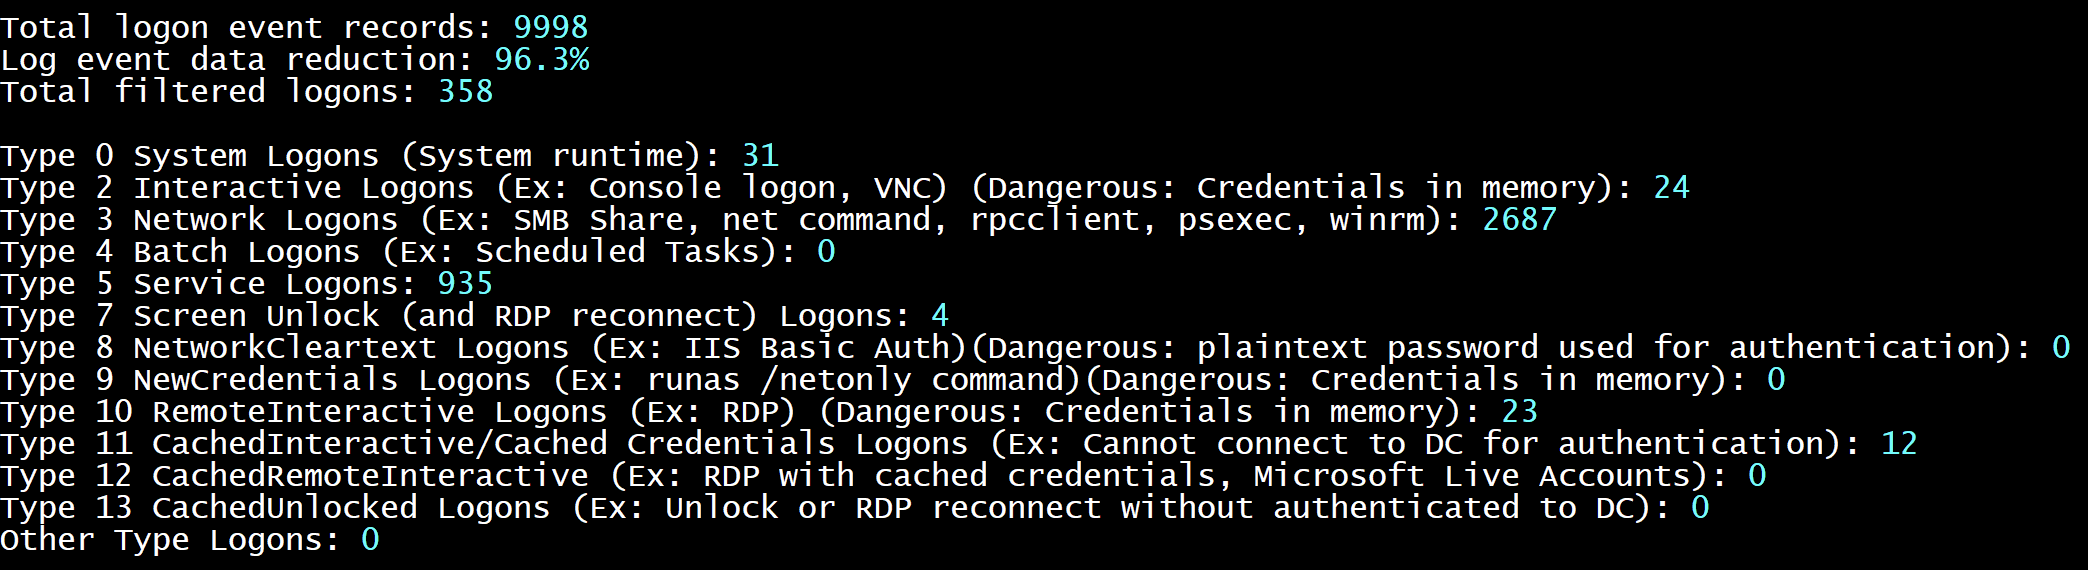 Total logon event records: 9998
Log event data reduction: 96.3%
Total filtered logons: 358
Type 0 System Logons (System runtime): 31
Type 2 Interactive Logons (Ex: Console logon, VNC) (Dangerous: Credentials in memory): 24
Type 3 Network Logons (Ex: SMB Share, net command, rpcclient, psexec, winrm): 2687
Type 4 Batch Logons (Ex: Scheduled Tasks): 0
Type 5 Service Logons: 935
Type 7 Screen Unlock (and RDP reconnect) Logons: 4
Type 8 NetworkCleartext Logons (Ex: IIS Basic Auth)(Dangerous: plaintext password used for authentication): 0
Type 9 NewCredentials Logons (Ex: runas /netonly command)(Dangerous: Credentials in memory): 0
Type 10 RemoteInteractive Logons (Ex: RDP) (Dangerous: Credentials in memory): 23
Type 11 CachedInteractive/Cached Credentials Logons (Ex: Cannot connect to DC for authentication): 12
Type 12 CachedRemoteInteractive (Ex: RDP with cached credentials, Microsoft Live Accounts): 0
Type 13 CachedUnlocked Logons (Ex: Unlock or RDP reconnect without authenticated to DC): 0
Other Type Logons: 0